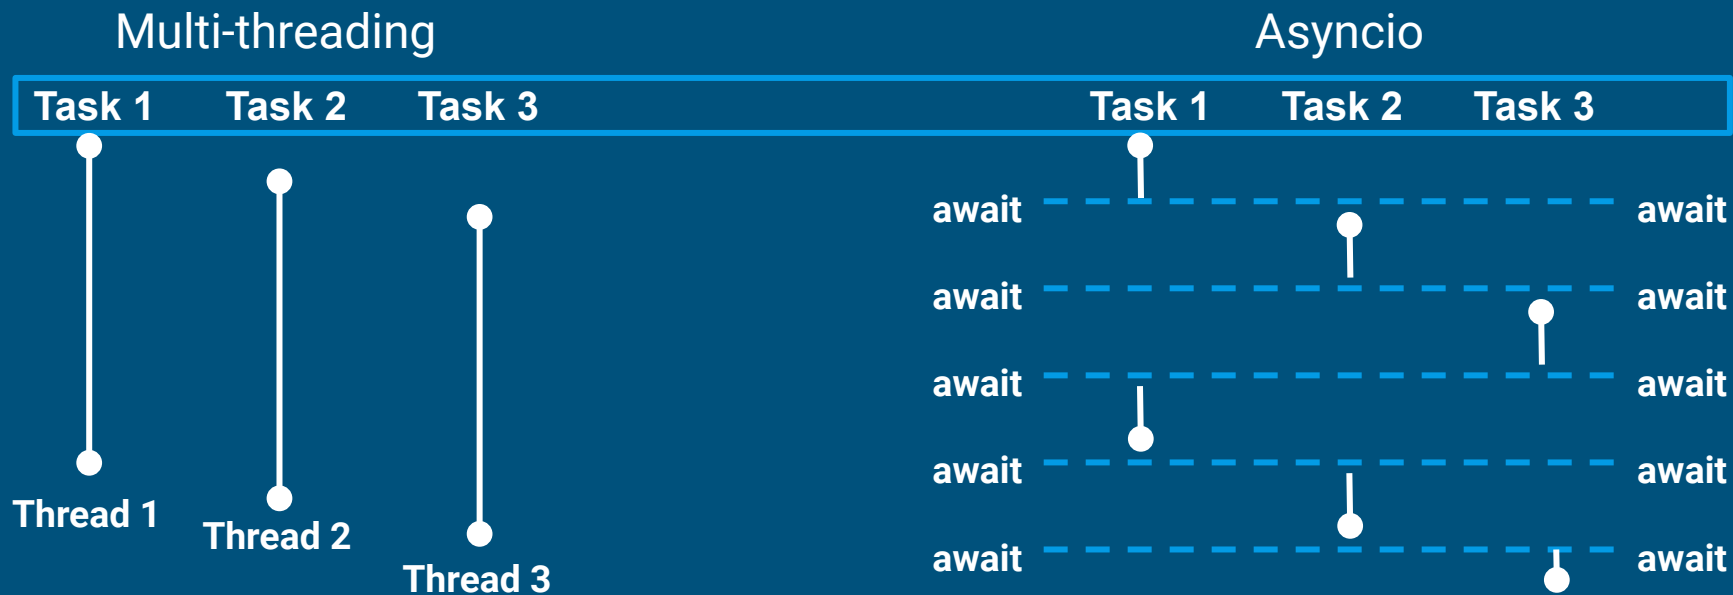 Multi-threading
Asyncio
Task 1 Task 2 Task 3
Task 1 Task 2 Task 3
await await
await await
await await
await await
await await
Thread 1
Thread 2
Thread 3